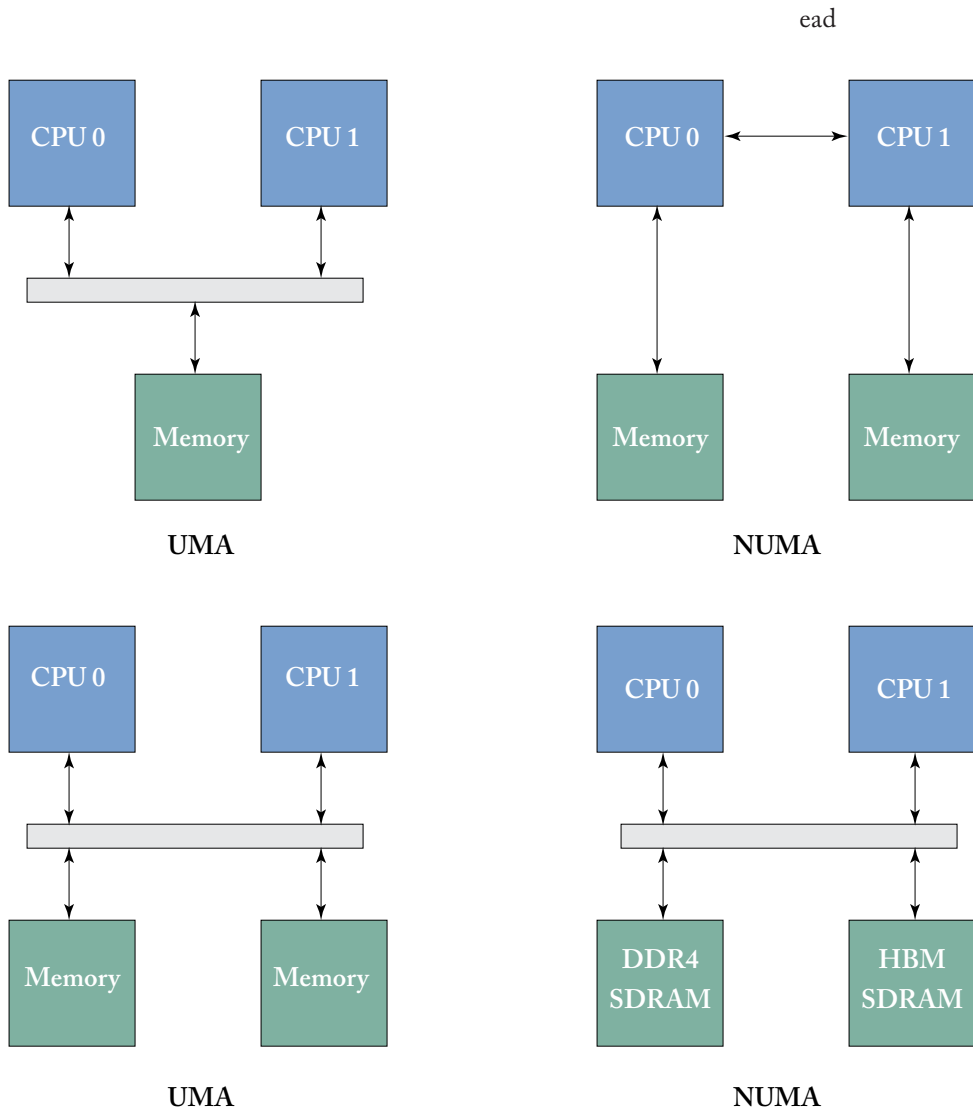 ead
CPU 0
CPU 1
CPU 0
CPU 1
Memory
Memory
Memory
UMA
NUMA
CPU 0
CPU 1
CPU 0
CPU 1
Memory
Memory
DDR4
SDRAM
HBM
SDRAM
UMA
NUMA